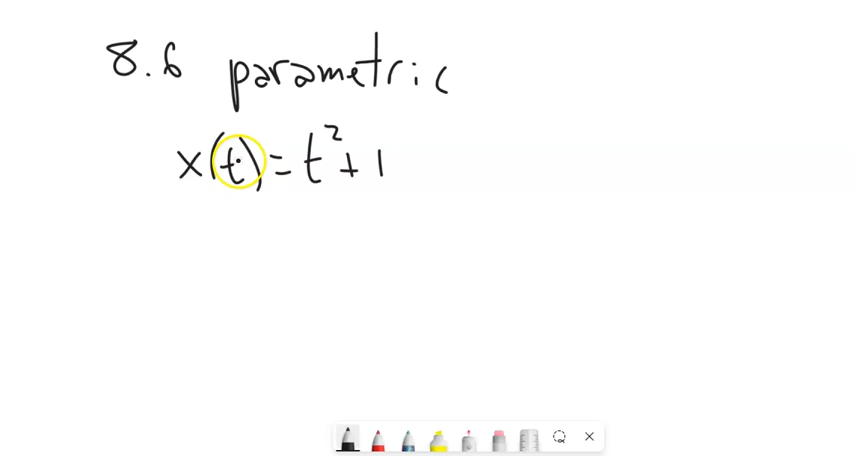 8.6 parametric
x(t) = t² + 1